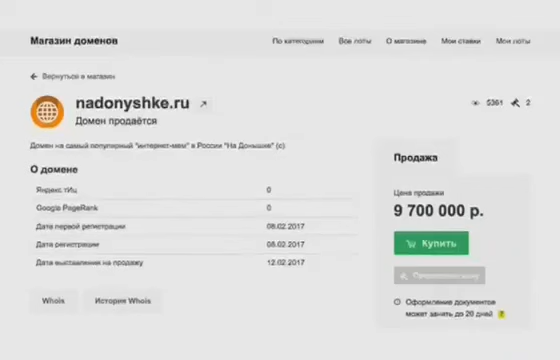 Магазин доменов
По категориям Все лоты О магазине Мои ставки Мои лоты
Вернуться в магазин
nadonyshke.ru
5361 2
Домен продаётся
Домен на самый популярный "интернет-мем" в России "На Донышке" (с)
Продажа
О домене
Яндекс тИц 0
Цена продажи
Google PageRank 0
9 700 000 р.
Дата первой регистрации 08.02.2017
Дата регистрации 08.02.2017
Купить
Дата выставления на продажу 12.02.2017
Whois История Whois
Оформление документов
может занять до 20 дней ?